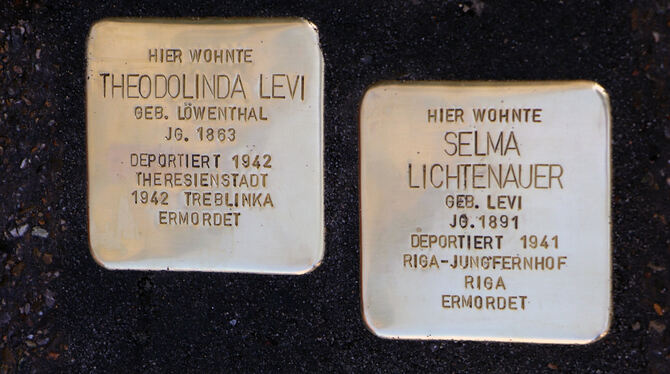 HIER WOHNTE
THEODOLINDA LEVI
GEB. LÖWENTHAL
JG. 1863
DEPORTIERT 1942
THERESIENSTADT
1942 TREBLINKA
ERMORDET
HIER WOHNTE
SELMA
LICHTENAUER
GEB. LEVI
JG. 1891
DEPORTIERT 1941
RIGA-JUNGFERNHOF
RIGA
ERMORDET